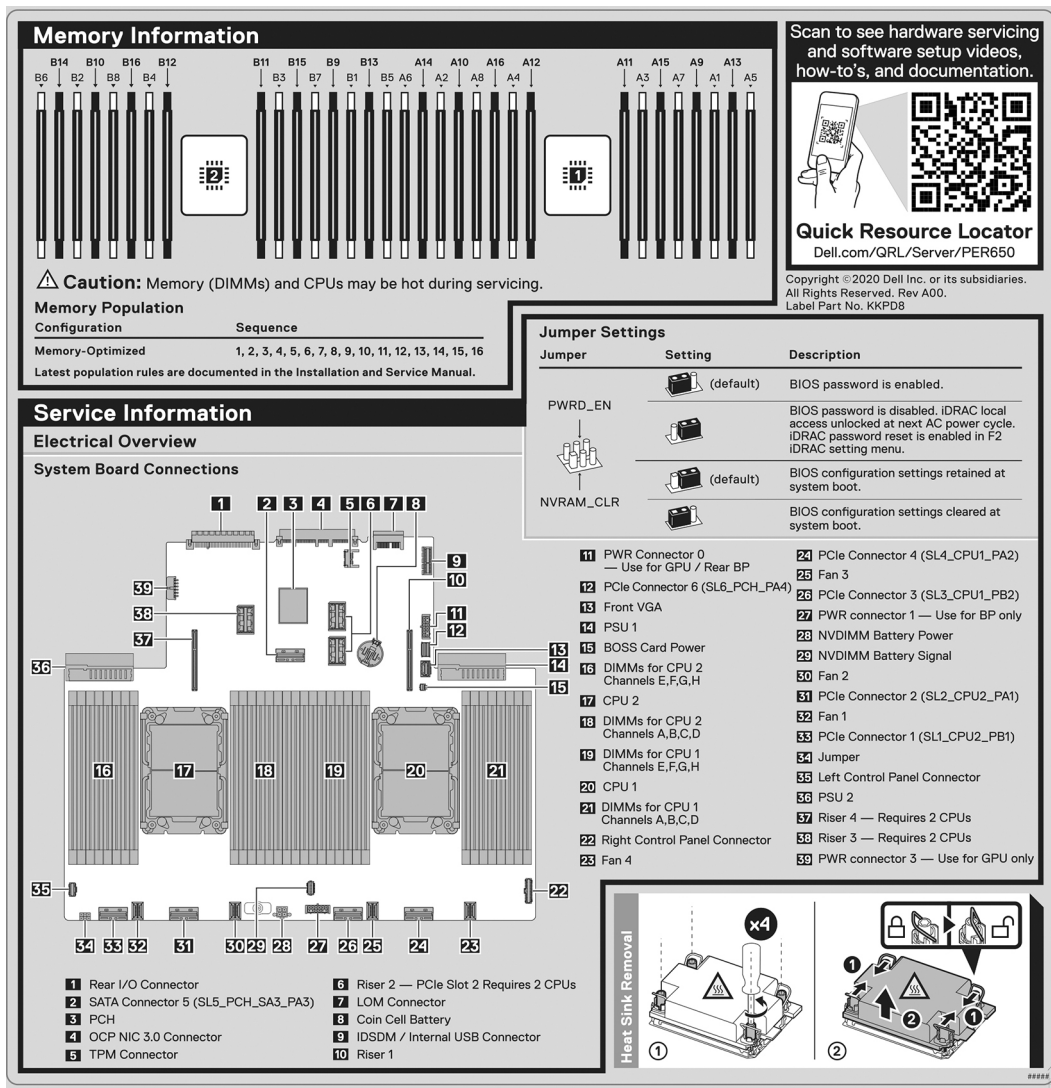 Memory Information
B14 B10 B16 B12 B11 B15 B9 B13 A14 A10 A16 A12 A11 A15 A9 A13
B6 B2 B8 B4 B3 B7 B1 B5 A6 A2 A8 A4 A3 A7 A1 A5
2
1
Caution: Memory (DIMMs) and CPUs may be hot during servicing.
Memory Population
Configuration Sequence
Memory-Optimized 1, 2, 3, 4, 5, 6, 7, 8, 9, 10, 11, 12, 13, 14, 15, 16
Latest population rules are documented in the Installation and Service Manual.
Scan to see hardware servicing
and software setup videos,
how-to's, and documentation.
Quick Resource Locator
Dell.com/QRL/Server/PER650
Copyright ©2020 Dell Inc. or its subsidiaries.
All Rights Reserved. Rev A00.
Label Part No. KKPD8
Jumper Settings
Jumper Setting Description
PWRD_EN
NVRAM_CLR
(default) BIOS password is enabled.
BIOS password is disabled. iDRAC local
access unlocked at next AC power cycle.
iDRAC password reset is enabled in F2
iDRAC setting menu.
(default) BIOS configuration settings retained at
system boot.
BIOS configuration settings cleared at
system boot.
Service Information
Electrical Overview
System Board Connections
1 2 3 4 5 6 7 8
9
10
39
38
11
12
37
13
36
14
15
16 17 18 19 20 21
35
22
34 33 32 31 30 29 28 27 26 25 24 23
1 Rear I/O Connector
2 SATA Connector 5 (SL5_PCH_SA3_PA3)
3 PCH
4 OCP NIC 3.0 Connector
5 TPM Connector
6 Riser 2 — PCIe Slot 2 Requires 2 CPUs
7 LOM Connector
8 Coin Cell Battery
9 IDSDM / Internal USB Connector
10 Riser 1
11 PWR Connector 0
— Use for GPU / Rear BP
12 PCIe Connector 6 (SL6_PCH_PA4)
13 Front VGA
14 PSU 1
15 BOSS Card Power
16 DIMMs for CPU 2
Channels E,F,G,H
17 CPU 2
18 DIMMs for CPU 2
Channels A,B,C,D
19 DIMMs for CPU 1
Channels E,F,G,H
20 CPU 1
21 DIMMs for CPU 1
Channels A,B,C,D
22 Right Control Panel Connector
23 Fan 4
24 PCIe Connector 4 (SL4_CPU1_PA2)
25 Fan 3
26 PCIe Connector 3 (SL3_CPU1_PB2)
27 PWR connector 1 — Use for BP only
28 NVDIMM Battery Power
29 NVDIMM Battery Signal
30 Fan 2
31 PCIe Connector 2 (SL2_CPU2_PA1)
32 Fan 1
33 PCIe Connector 1 (SL1_CPU2_PB1)
34 Jumper
35 Left Control Panel Connector
36 PSU 2
37 Riser 4 — Requires 2 CPUs
38 Riser 3 — Requires 2 CPUs
39 PWR connector 3 — Use for GPU only
Heat Sink Removal
x4
1
1
2
1
2
#####